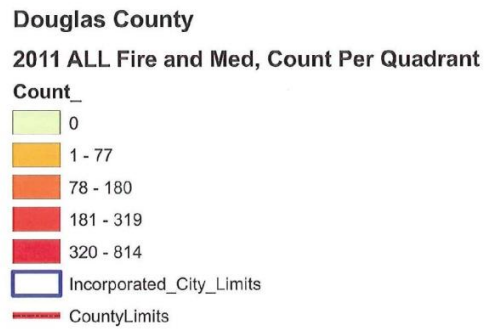 Douglas County
2011 ALL Fire and Med, Count Per Quadrant
Count_
0
1 - 77
78 - 180
181 - 319
320 - 814
Incorporated_City_Limits
CountyLimits